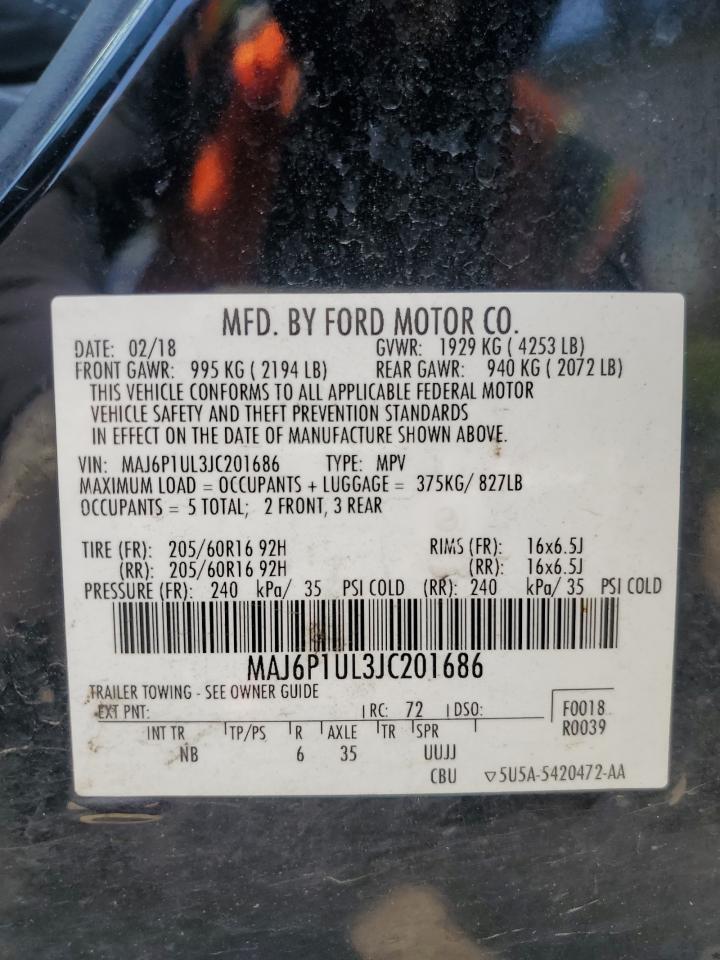 MFD. BY FORD MOTOR CO.
DATE: 02/18 GVWR: 1929 KG ( 4253 LB)
FRONT GAWR: 995 KG ( 2194 LB) REAR GAWR: 940 KG ( 2072 LB)
THIS VEHICLE CONFORMS TO ALL APPLICABLE FEDERAL MOTOR
VEHICLE SAFETY AND THEFT PREVENTION STANDARDS
IN EFFECT ON THE DATE OF MANUFACTURE SHOWN ABOVE.
VIN: MAJ6P1UL3JC201686 TYPE: MPV
MAXIMUM LOAD = OCCUPANTS + LUGGAGE = 375KG/ 827LB
OCCUPANTS = 5 TOTAL; 2 FRONT, 3 REAR
TIRE (FR): 205/60R16 92H RIMS (FR): 16x6.5J
(RR): 205/60R16 92H (RR): 16x6.5J
PRESSURE (FR): 240 kPa/ 35 PSI COLD (RR): 240 kPa/ 35 PSI COLD
MAJ6P1UL3JC201686
TRAILER TOWING - SEE OWNER GUIDE
EXT PNT: RC: 72 DSO: F0018
R0039
INT TR TP/PS R AXLE TR SPR
NB 6 35 UUJJ
CBU ▽5U5A-5420472-AA